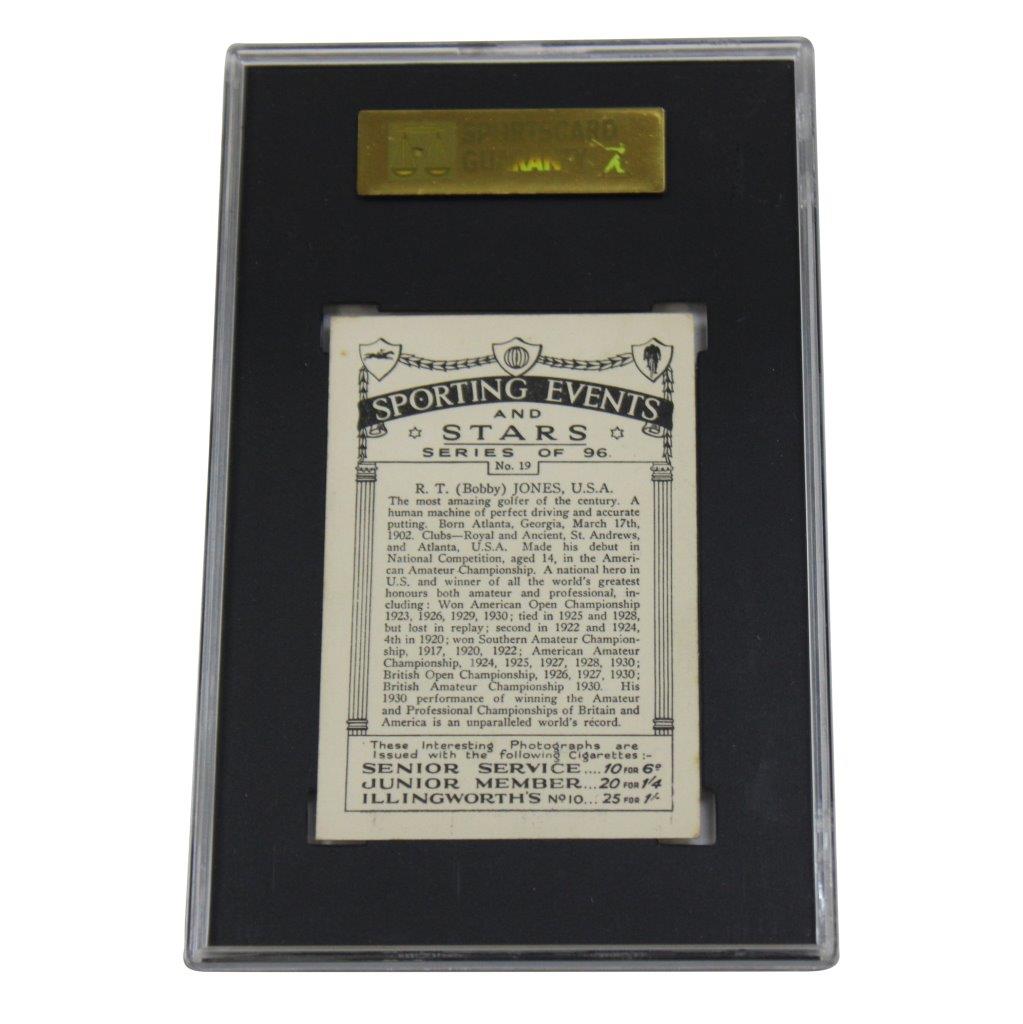 SPORTSCARD
GUARANTY
SPORTING EVENTS
AND
STARS
SERIES OF 96.
No. 19
R. T. (Bobby) JONES, U.S.A.
The most amazing golfer of the century. A
human machine of perfect driving and accurate
putting. Born Atlanta, Georgia, March 17th,
1902. Clubs—Royal and Ancient, St. Andrews,
and Atlanta, U.S.A. Made his debut in
National Competition, aged 14, in the Ameri-
can Amateur Championship. A national hero in
U.S. and winner of all the world's greatest
honours both amateur and professional, in-
cluding: Won American Open Championship
1923, 1926, 1929, 1930; tied in 1925 and 1928,
but lost in replay; second in 1922 and 1924,
4th in 1920; won Southern Amateur Champion-
ship, 1917, 1920, 1922; American Amateur
Championship, 1924, 1925, 1927, 1928, 1930;
British Open Championship, 1926, 1927, 1930;
British Amateur Championship 1930. His
1930 performance of winning the Amateur
and Professional Championships of Britain and
America is an unparalleled world's record.
These Interesting Photographs are
Issued with the following Cigarettes:-
SENIOR SERVICE....10 FOR 6D
JUNIOR MEMBER...20 FOR 1/4
ILLINGWORTH'S No 10...25 FOR 1/-